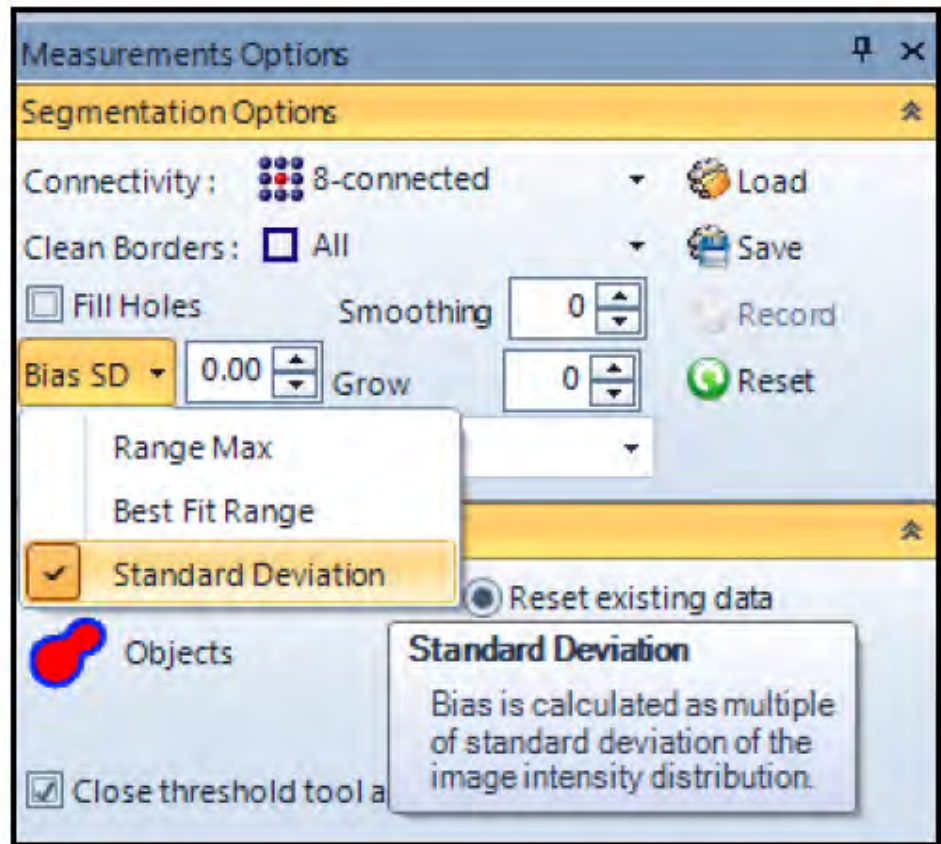 Measurements Options
Segmentation Options
Connectivity : 8-connected Load
Clean Borders : All Save
Fill Holes Smoothing 0 Record
Bias SD 0.00 Grow 0 Reset
Range Max
Best Fit Range
Standard Deviation
Reset existing data
Objects
Standard Deviation
Bias is calculated as multiple
of standard deviation of the
image intensity distribution.
Close threshold tool a